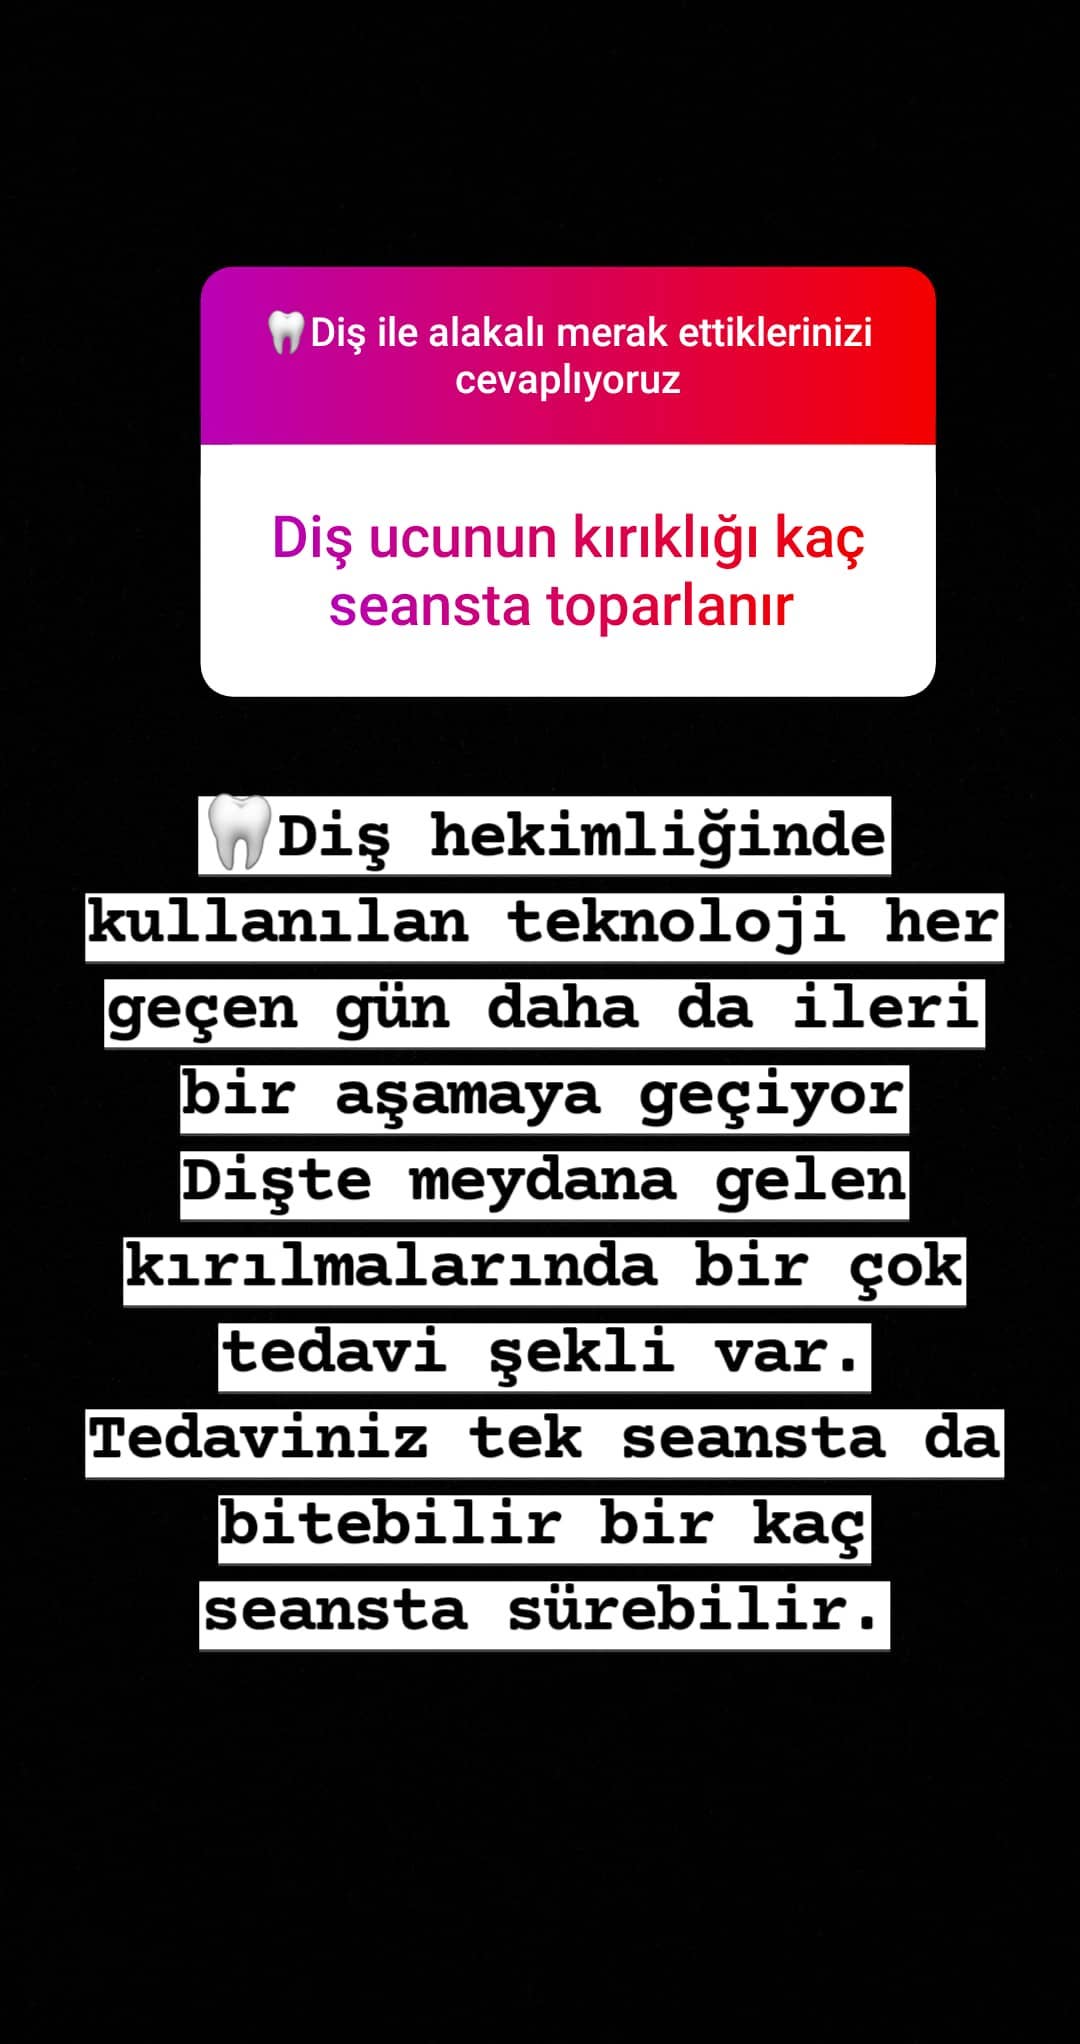 🦷Diş ile alakalı merak ettiklerinizi
cevaplıyoruz
Diş ucunun kırıklığı kaç
seansta toparlanır
🦷Diş hekimliğinde
kullanılan teknoloji her
geçen gün daha da ileri
bir aşamaya geçiyor
Dişte meydana gelen
kırılmalarında bir çok
tedavi şekli var.
Tedaviniz tek seansta da
bitebilir bir kaç
seansta sürebilir.